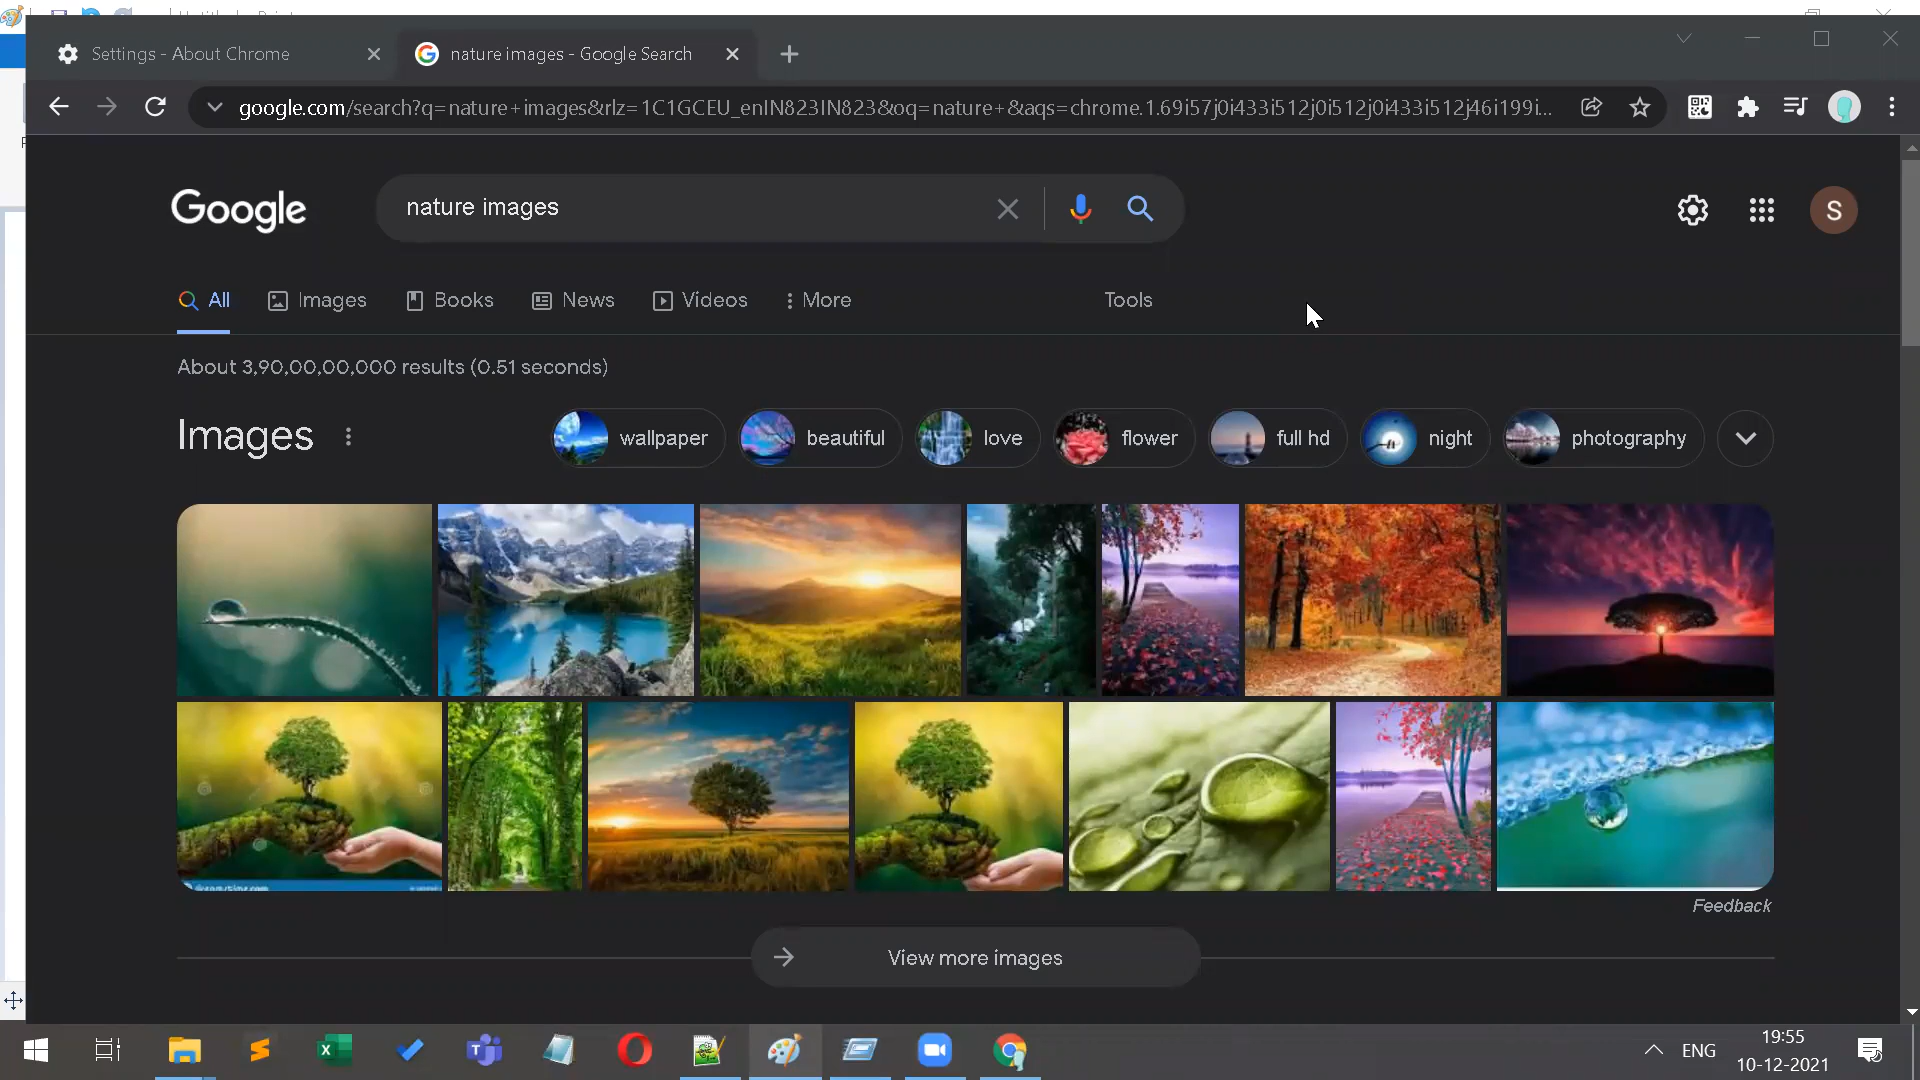 Settings - About Chrome
nature images - Google Search
google.com/search?q=nature+images&rlz=1C1GCEU_enIN823IN823&oq=nature+&aqs=chrome.1.69i57j0i433i512j0i512j0i433i512j46i199i...
Google
nature images
S
All
Images
Books
News
Videos
More
Tools
About 3,90,00,00,000 results (0.51 seconds)
Images
wallpaper
beautiful
love
flower
full hd
night
photography
Feedback
View more images
ENG
19:55
10-12-2021